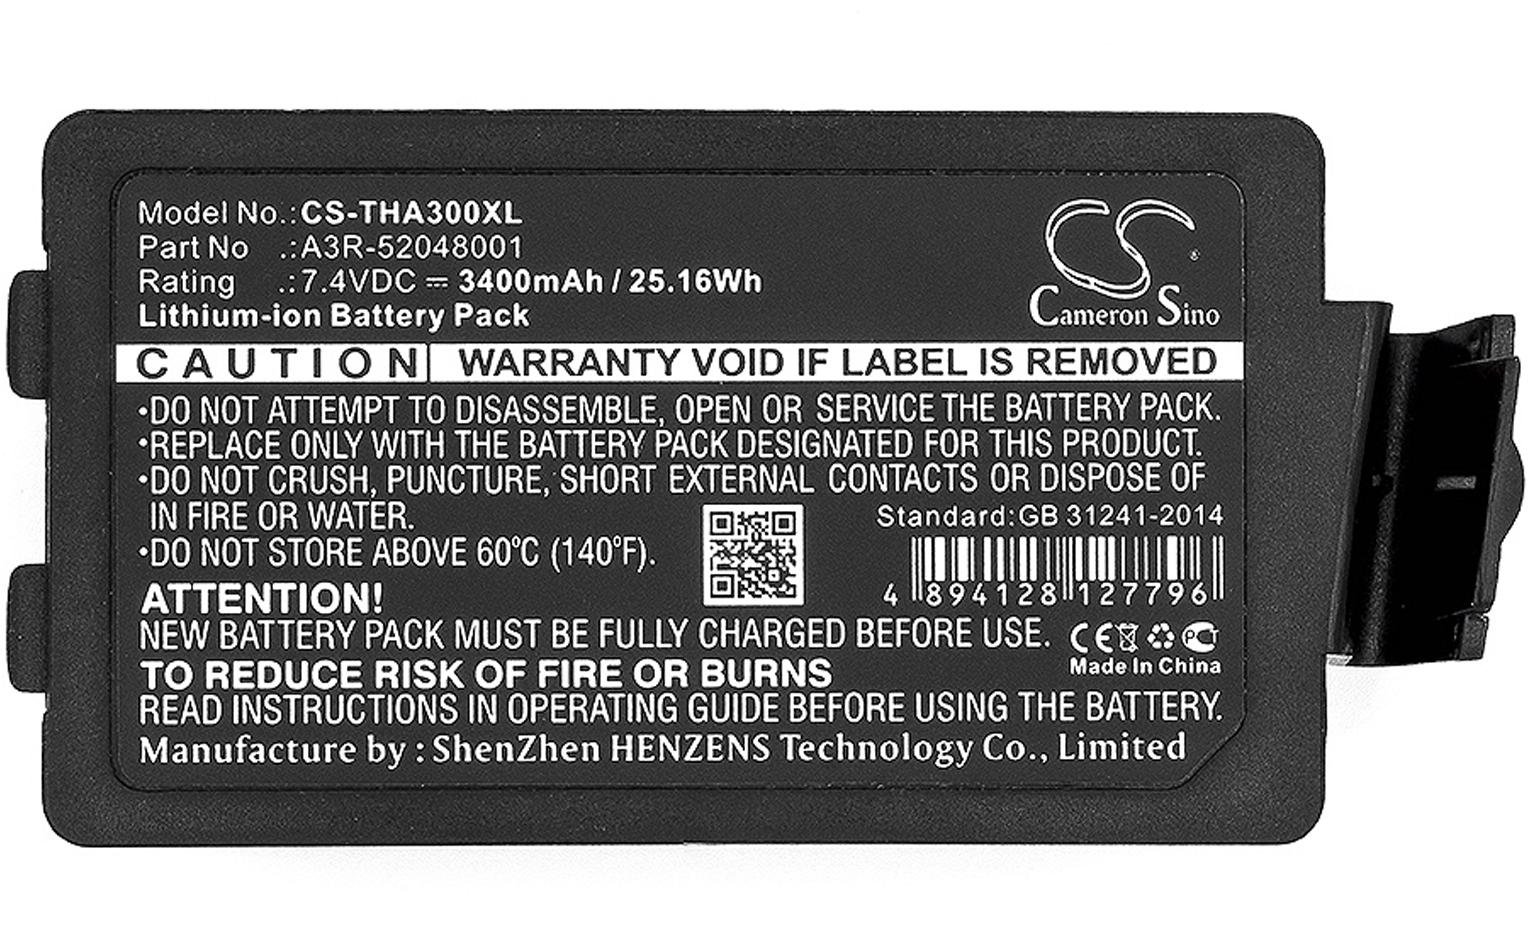 Model No.:CS-THA300XL
Part No .:A3R-52048001
Rating .:7.4VDC ⎓ 3400mAh / 25.16Wh
Lithium-ion Battery Pack
Cameron Sino
CAUTION WARRANTY VOID IF LABEL IS REMOVED
•DO NOT ATTEMPT TO DISASSEMBLE, OPEN OR SERVICE THE BATTERY PACK.
•REPLACE ONLY WITH THE BATTERY PACK DESIGNATED FOR THIS PRODUCT.
•DO NOT CRUSH, PUNCTURE, SHORT EXTERNAL CONTACTS OR DISPOSE OF
IN FIRE OR WATER.
•DO NOT STORE ABOVE 60ºC (140ºF).
Standard:GB 31241-2014
4 894128 127796
ATTENTION!
NEW BATTERY PACK MUST BE FULLY CHARGED BEFORE USE.
CE PCT
Made In China
TO REDUCE RISK OF FIRE OR BURNS
READ INSTRUCTIONS IN OPERATING GUIDE BEFORE USING THE BATTERY.
Manufacture by : ShenZhen HENZENS Technology Co., Limited